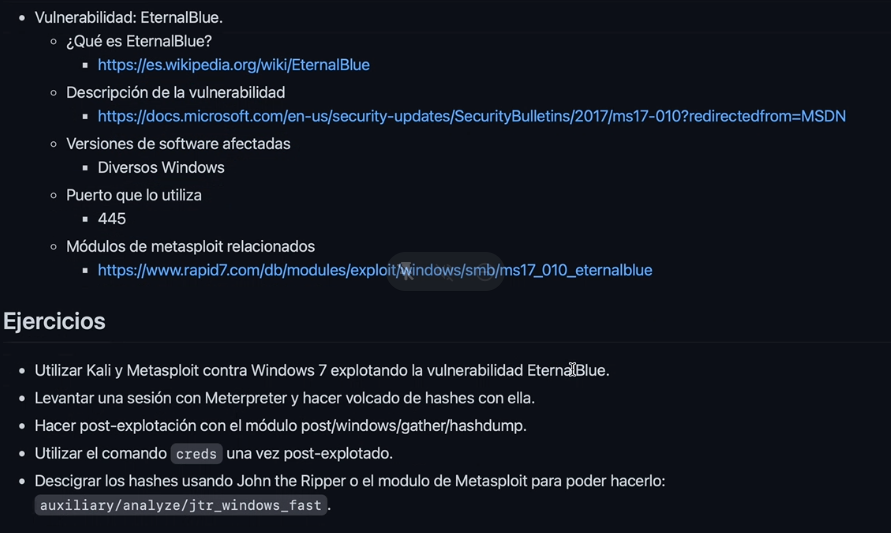 Vulnerabilidad: EternalBlue.
¿Qué es EternalBlue?
https://es.wikipedia.org/wiki/EternalBlue
Descripción de la vulnerabilidad
https://docs.microsoft.com/en-us/security-updates/SecurityBulletins/2017/ms17-010?redirectedfrom=MSDN
Versiones de software afectadas
Diversos Windows
Puerto que lo utiliza
445
Módulos de metasploit relacionados
https://www.rapid7.com/db/modules/exploit/windows/smb/ms17_010_eternalblue
Ejercicios
Utilizar Kali y Metasploit contra Windows 7 explotando la vulnerabilidad EternalBlue.
Levantar una sesión con Meterpreter y hacer volcado de hashes con ella.
Hacer post-explotación con el módulo post/windows/gather/hashdump.
Utilizar el comando creds una vez post-explotado.
Descigrar los hashes usando John the Ripper o el modulo de Metasploit para poder hacerlo:
auxiliary/analyze/jtr_windows_fast.